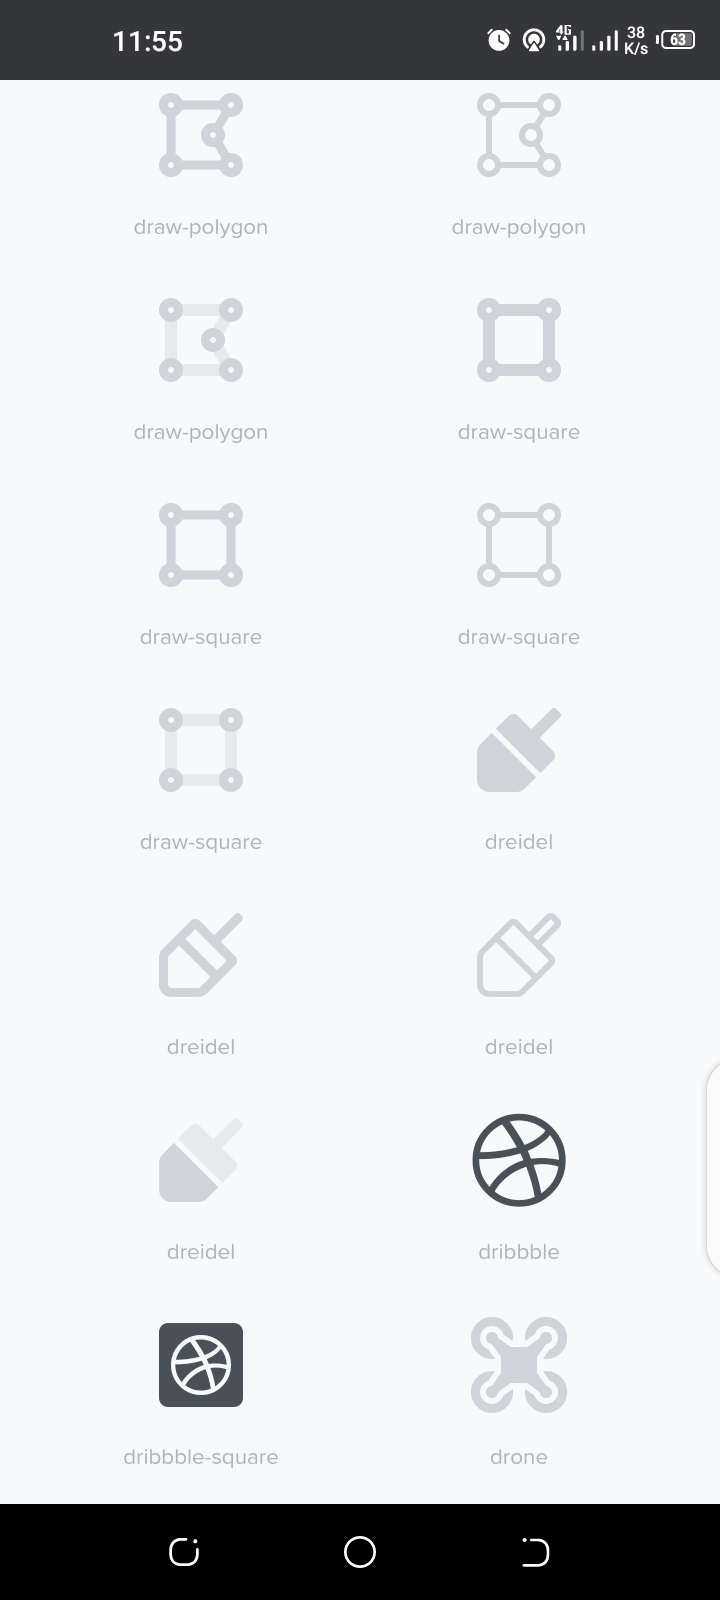 11:55
4G
38
K/s
63
draw-polygon
draw-polygon
draw-polygon
draw-square
draw-square
draw-square
draw-square
dreidel
dreidel
dreidel
dreidel
dribbble
dribbble-square
drone